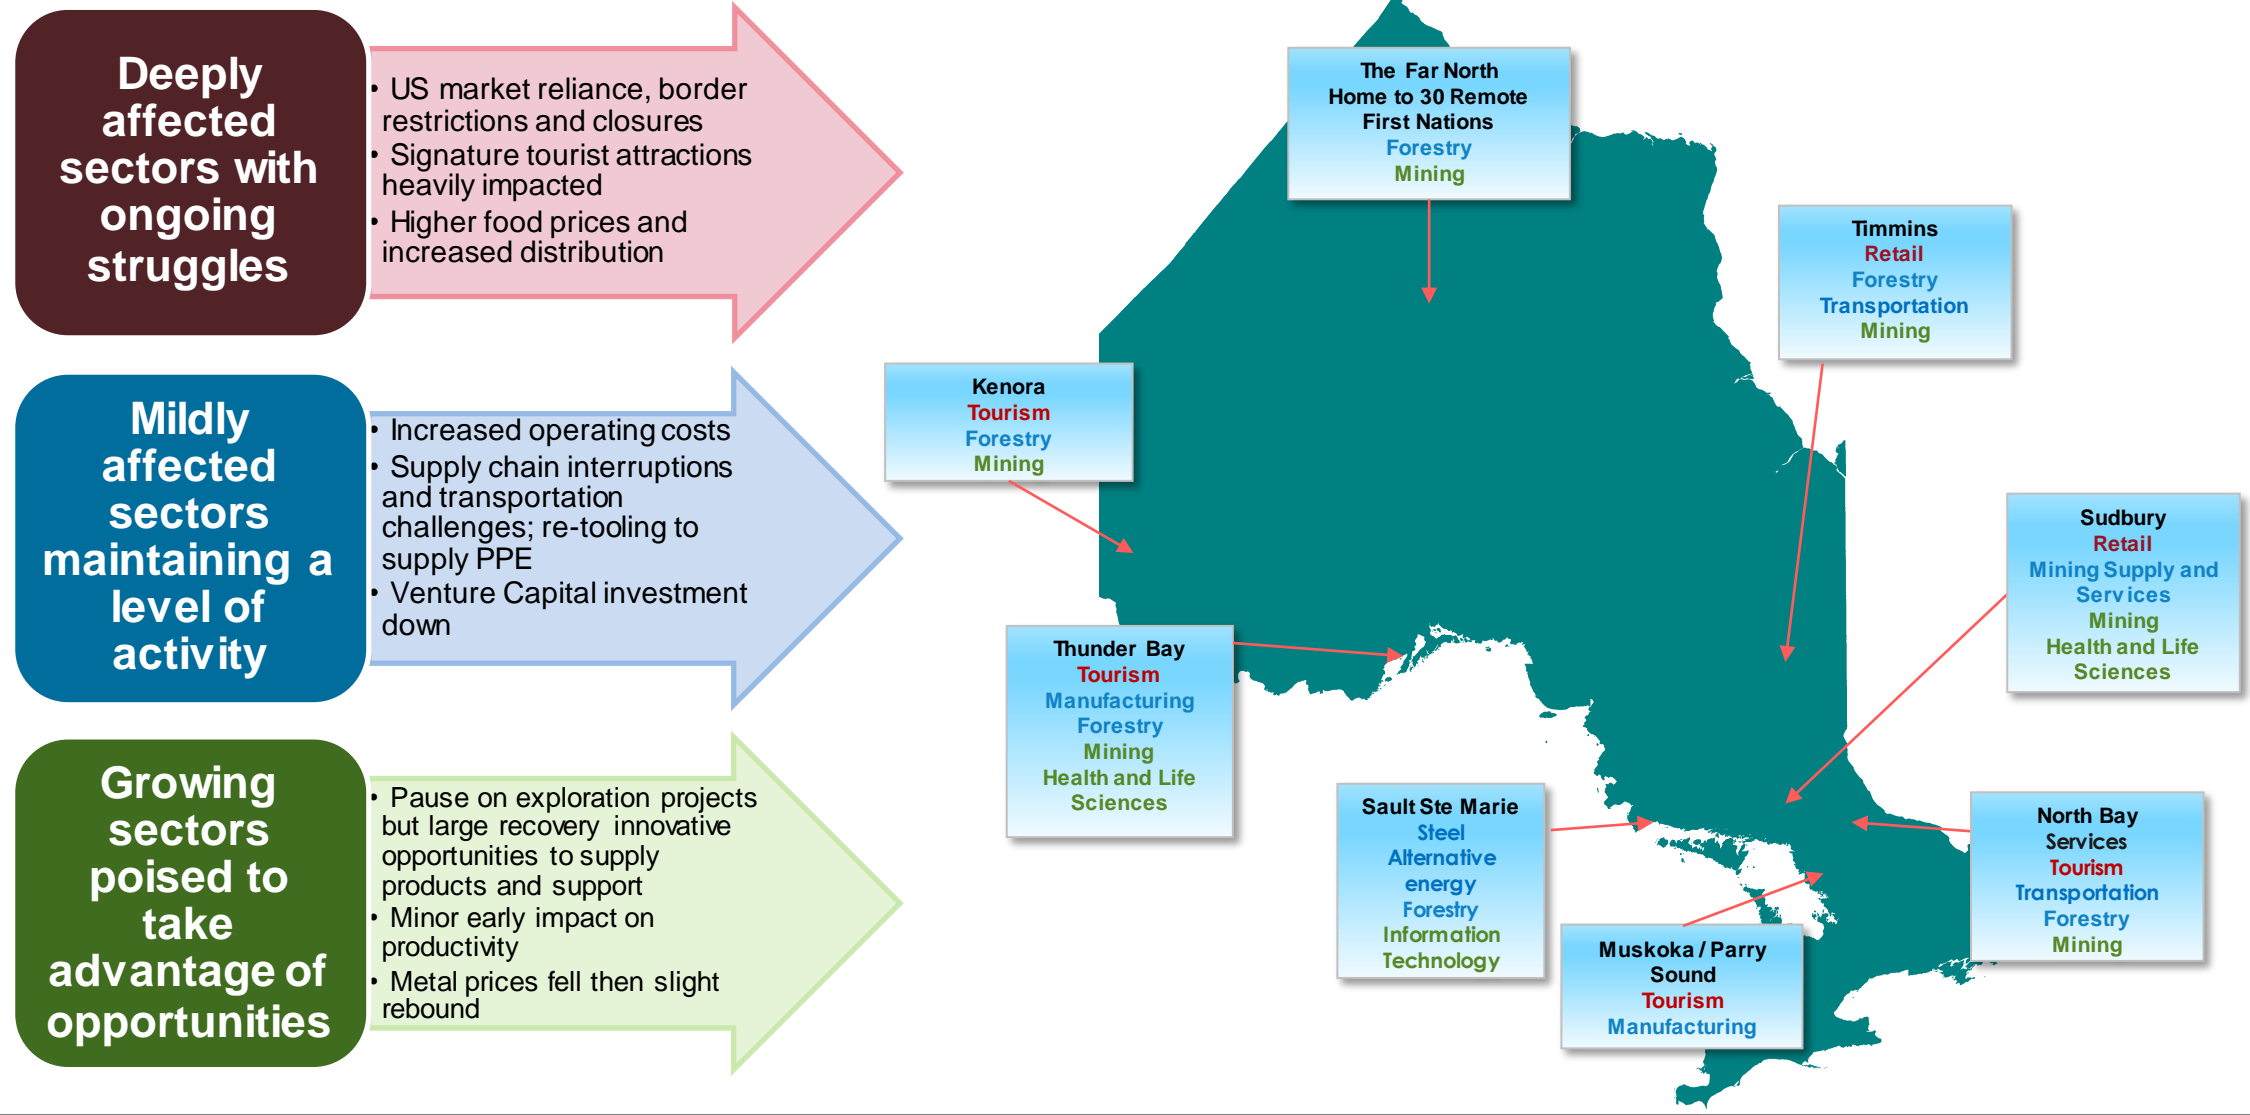 Deeply
affected
sectors with
ongoing
struggles
• US market reliance, border
restrictions and closures
• Signature tourist attractions
heavily impacted
• Higher food prices and
increased distribution
Mildly
affected
sectors
maintaining a
level of
activity
• Increased operating costs
• Supply chain interruptions
and transportation
challenges; re-tooling to
supply PPE
• Venture Capital investment
down
Growing
sectors
poised to
take
advantage of
opportunities
• Pause on exploration projects
but large recovery innovative
opportunities to supply
products and support
• Minor early impact on
productivity
• Metal prices fell then slight
rebound
The Far North
Home to 30 Remote
First Nations
Forestry
Mining
Timmins
Retail
Forestry
Transportation
Mining
Kenora
Tourism
Forestry
Mining
Sudbury
Retail
Mining Supply and
Services
Mining
Health and Life
Sciences
Thunder Bay
Tourism
Manufacturing
Forestry
Mining
Health and Life
Sciences
Sault Ste Marie
Steel
Alternative
energy
Forestry
Information
Technology
North Bay
Services
Tourism
Transportation
Forestry
Mining
Muskoka / Parry
Sound
Tourism
Manufacturing